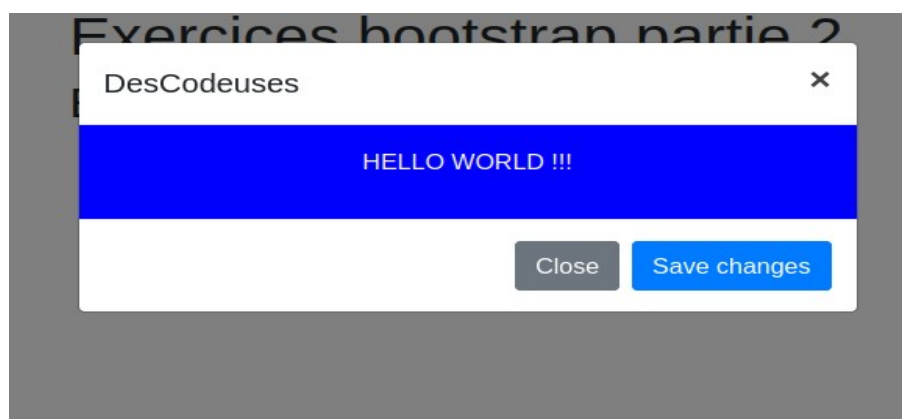 Exercices bootstrap partie 2
DesCodeuses
×
HELLO WORLD !!!
Close
Save changes